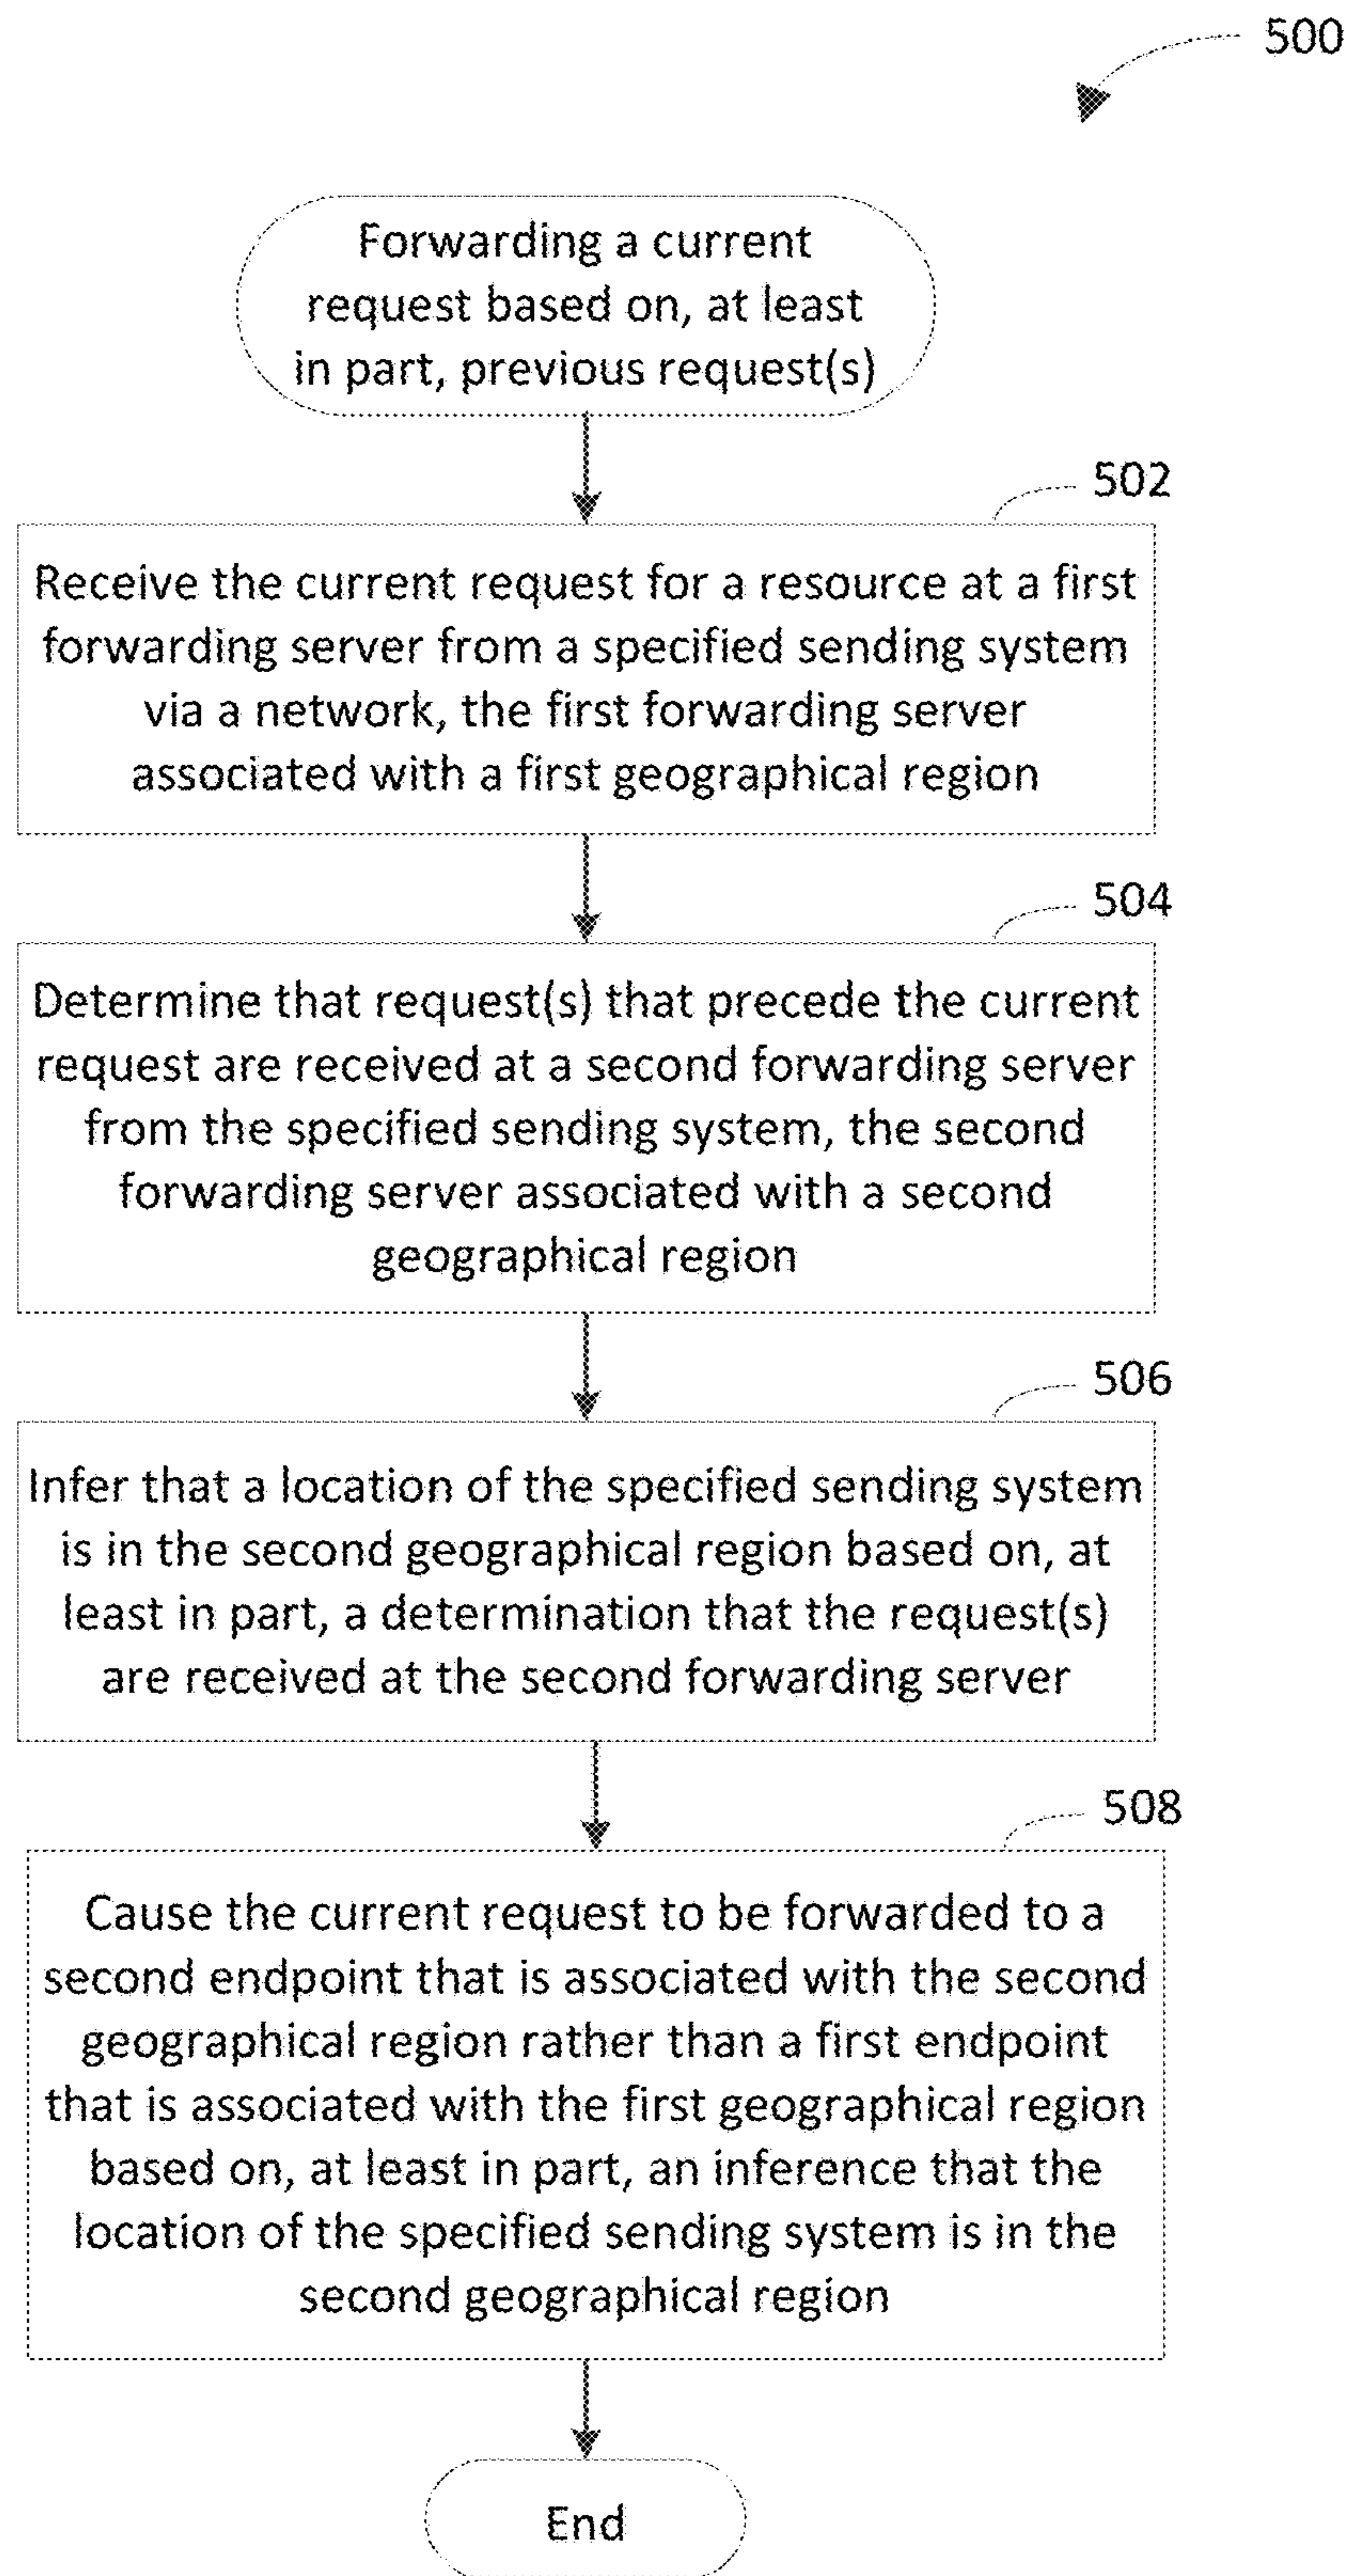 500
Forwarding a current
request based on, at least
in part, previous request(s)
502
Receive the current request for a resource at a first
forwarding server from a specified sending system
via a network, the first forwarding server
associated with a first geographical region
504
Determine that request(s) that precede the current
request are received at a second forwarding server
from the specified sending system, the second
forwarding server associated with a second
geographical region
506
Infer that a location of the specified sending system
is in the second geographical region based on, at
least in part, a determination that the request(s)
are received at the second forwarding server
508
Cause the current request to be forwarded to a
second endpoint that is associated with the second
geographical region rather than a first endpoint
that is associated with the first geographical region
based on, at least in part, an inference that the
location of the specified sending system is in the
second geographical region
End